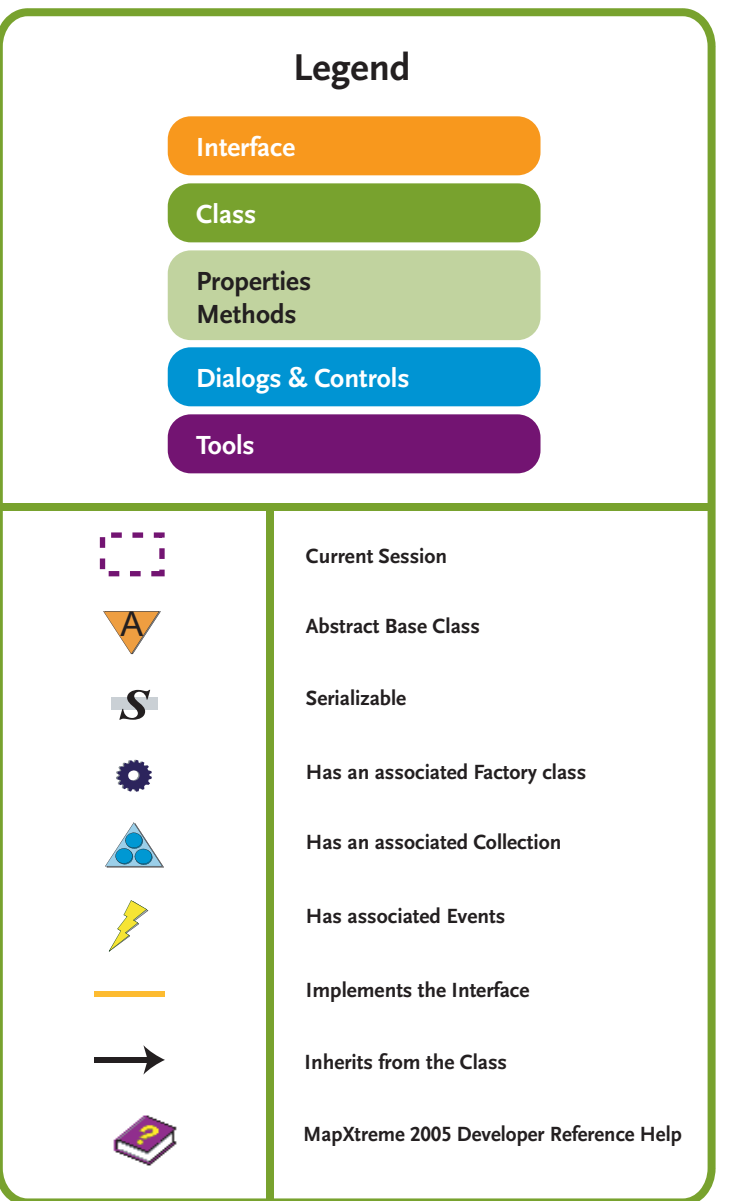 Legend
Interface
Class
Properties
Methods
Dialogs & Controls
Tools
Current Session
A
Abstract Base Class
S
Serializable
Has an associated Factory class
Has an associated Collection
Has associated Events
Implements the Interface
Inherits from the Class
?
MapXtreme 2005 Developer Reference Help